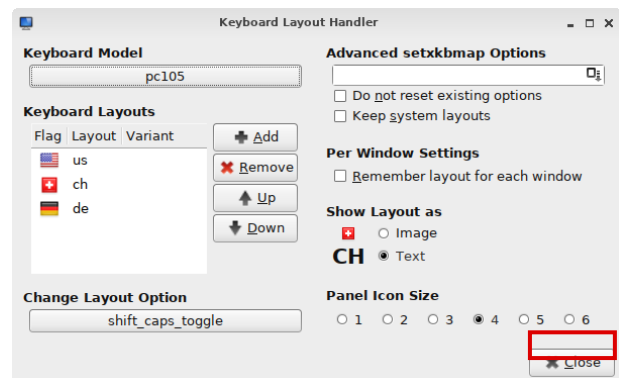 Keyboard Layout Handler
Keyboard Model
pc105
Keyboard Layouts
Flag Layout Variant
us
ch
de
Add
Remove
Up
Down
Change Layout Option
shift_caps_toggle
Advanced setxkbmap Options
Do not reset existing options
Keep system layouts
Per Window Settings
Remember layout for each window
Show Layout as
Image
CH Text
Panel Icon Size
1 2 3 4 5 6
Close